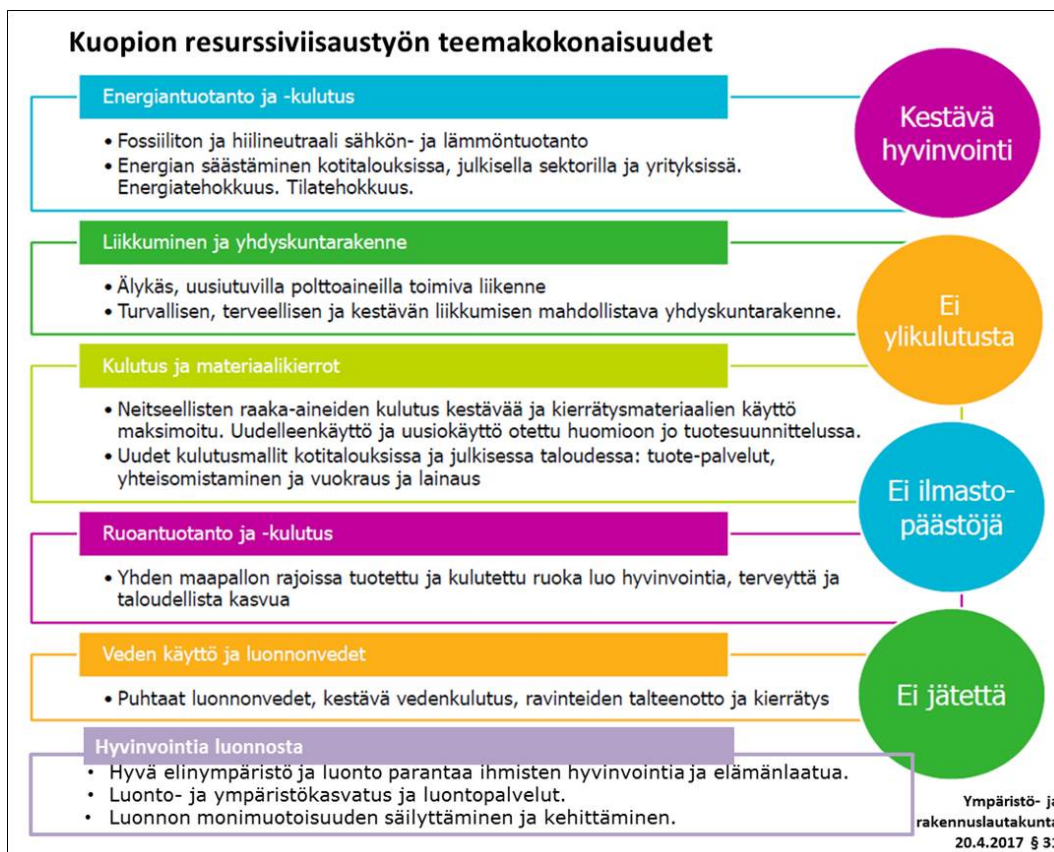 Kuopion resurssiviisaustyön teemakokonaisuudet
Energiantuotanto ja -kulutus
• Fossiiliton ja hiilineutraali sähkön- ja lämmöntuotanto
• Energian säästäminen kotitalouksissa, julkisella sektorilla ja yrityksissä.
Energiatehokkuus. Tilatehokkuus.
Liikkuminen ja yhdyskuntarakenne
• Älykäs, uusiutuvilla polttoaineilla toimiva liikenne
• Turvallisen, terveellisen ja kestävän liikkumisen mahdollistava yhdyskuntarakenne.
Kulutus ja materiaalikierrot
• Neitseellisten raaka-aineiden kulutus kestävää ja kierrätysmateriaalien käyttö
maksimoitu. Uudelleenkäyttö ja uusiokäyttö otettu huomioon jo tuotesuunnittelussa.
• Uudet kulutusmallit kotitalouksissa ja julkisessa taloudessa: tuote-palvelut,
yhteisomistaminen ja vuokraus ja lainaus
Ruoantuotanto ja -kulutus
• Yhden maapallon rajoissa tuotettu ja kulutettu ruoka luo hyvinvointia, terveyttä ja
taloudellista kasvua
Veden käyttö ja luonnonvedet
• Puhtaat luonnonvedet, kestävä vedenkulutus, ravinteiden talteenotto ja kierrätys
Hyvinvointia luonnosta
• Hyvä elinympäristö ja luonto parantaa ihmisten hyvinvointia ja elämänlaatua.
• Luonto- ja ympäristökasvatus ja luontopalvelut.
• Luonnon monimuotoisuuden säilyttäminen ja kehittäminen.
Kestävä
hyvinvointi
Ei
ylikulutusta
Ei ilmasto-
päästöjä
Ei jätettä
Ympäristö- ja
rakennuslautakunta
20.4.2017 § 31